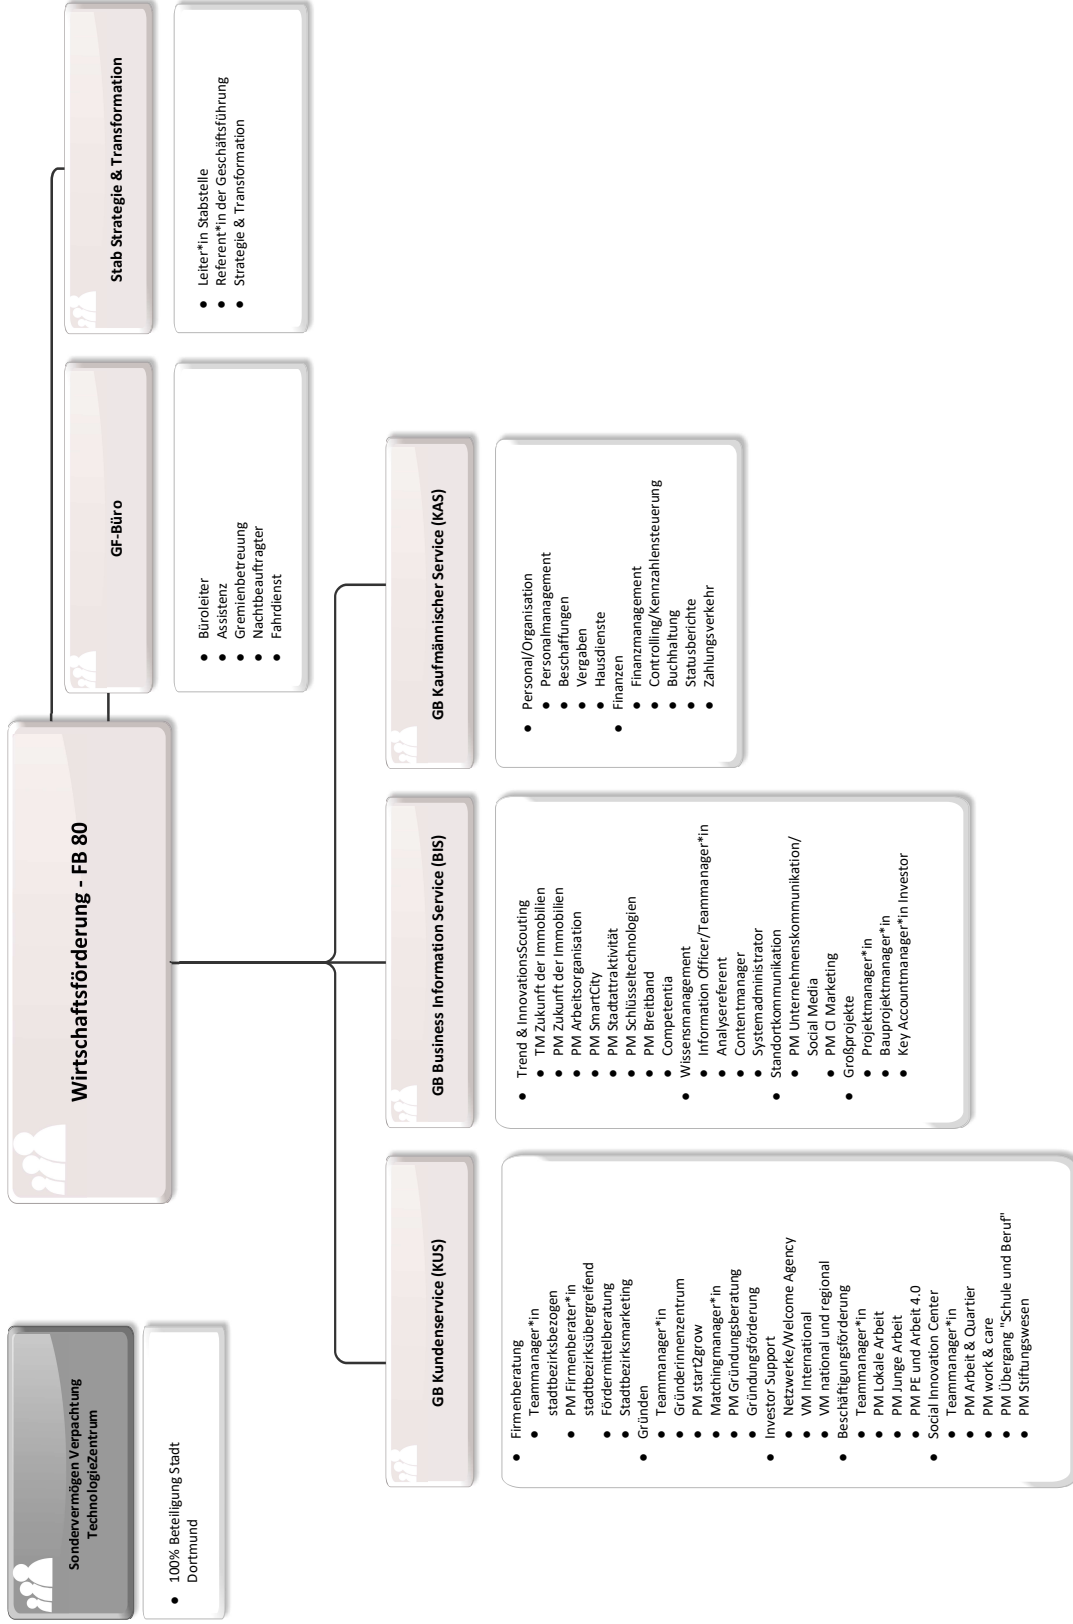 Sondervermögen Verpachtung
TechnologieZentrum
● 100% Beteiligung Stadt
Dortmund
Wirtschaftsförderung - FB 80
GF-Büro
● Büroleiter
● Assistenz
● Gremienbetreuung
● Nachtbeauftragter
● Fahrdienst
Stab Strategie & Transformation
● Leiter*in Stabstelle
● Referent*in der Geschäftsführung
● Strategie & Transformation
GB Kundenservice (KUS)
● Firmenberatung
● Teammanager*in
stadtbezirksbezogen
● PM Firmenberater*in
stadtbezirksübergreifend
● Fördermittelberatung
● Stadtbezirksmarketing
● Gründen
● Teammanager*in
● Gründerinnenzentrum
● PM start2grow
● Matchingmanager*in
● PM Gründungsberatung
● Gründungsförderung
● Investor Support
● Netzwerke/Welcome Agency
● VM International
● VM national und regional
● Beschäftigungsförderung
● Teammanager*in
● PM Lokale Arbeit
● PM Junge Arbeit
● PM PE und Arbeit 4.0
● Social Innovation Center
● Teammanager*in
● PM Arbeit & Quartier
● PM work & care
● PM Übergang "Schule und Beruf"
● PM Stiftungswesen
GB Business Information Service (BIS)
● Trend & InnovationsScouting
● TM Zukunft der Immobilien
● PM Zukunft der Immobilien
● PM Arbeitsorganisation
● PM SmartCity
● PM Stadtattraktivität
● PM Schlüsseltechnologien
● PM Breitband
● Competentia
● Wissensmanagement
● Information Officer/Teammanager*in
● Analysereferent
● Contentmanager
● Systemadministrator
● Standortkommunikation
● PM Unternehmenskommunikation/
Social Media
● PM CI Marketing
● Großprojekte
● Projektmanager*in
● Bauprojektmanager*in
● Key Accountmanager*in Investor
GB Kaufmännischer Service (KAS)
● Personal/Organisation
● Personalmanagement
● Beschaffungen
● Vergaben
● Hausdienste
● Finanzen
● Finanzmanagement
● Controlling/Kennzahlensteuerung
● Buchhaltung
● Statusberichte
● Zahlungsverkehr